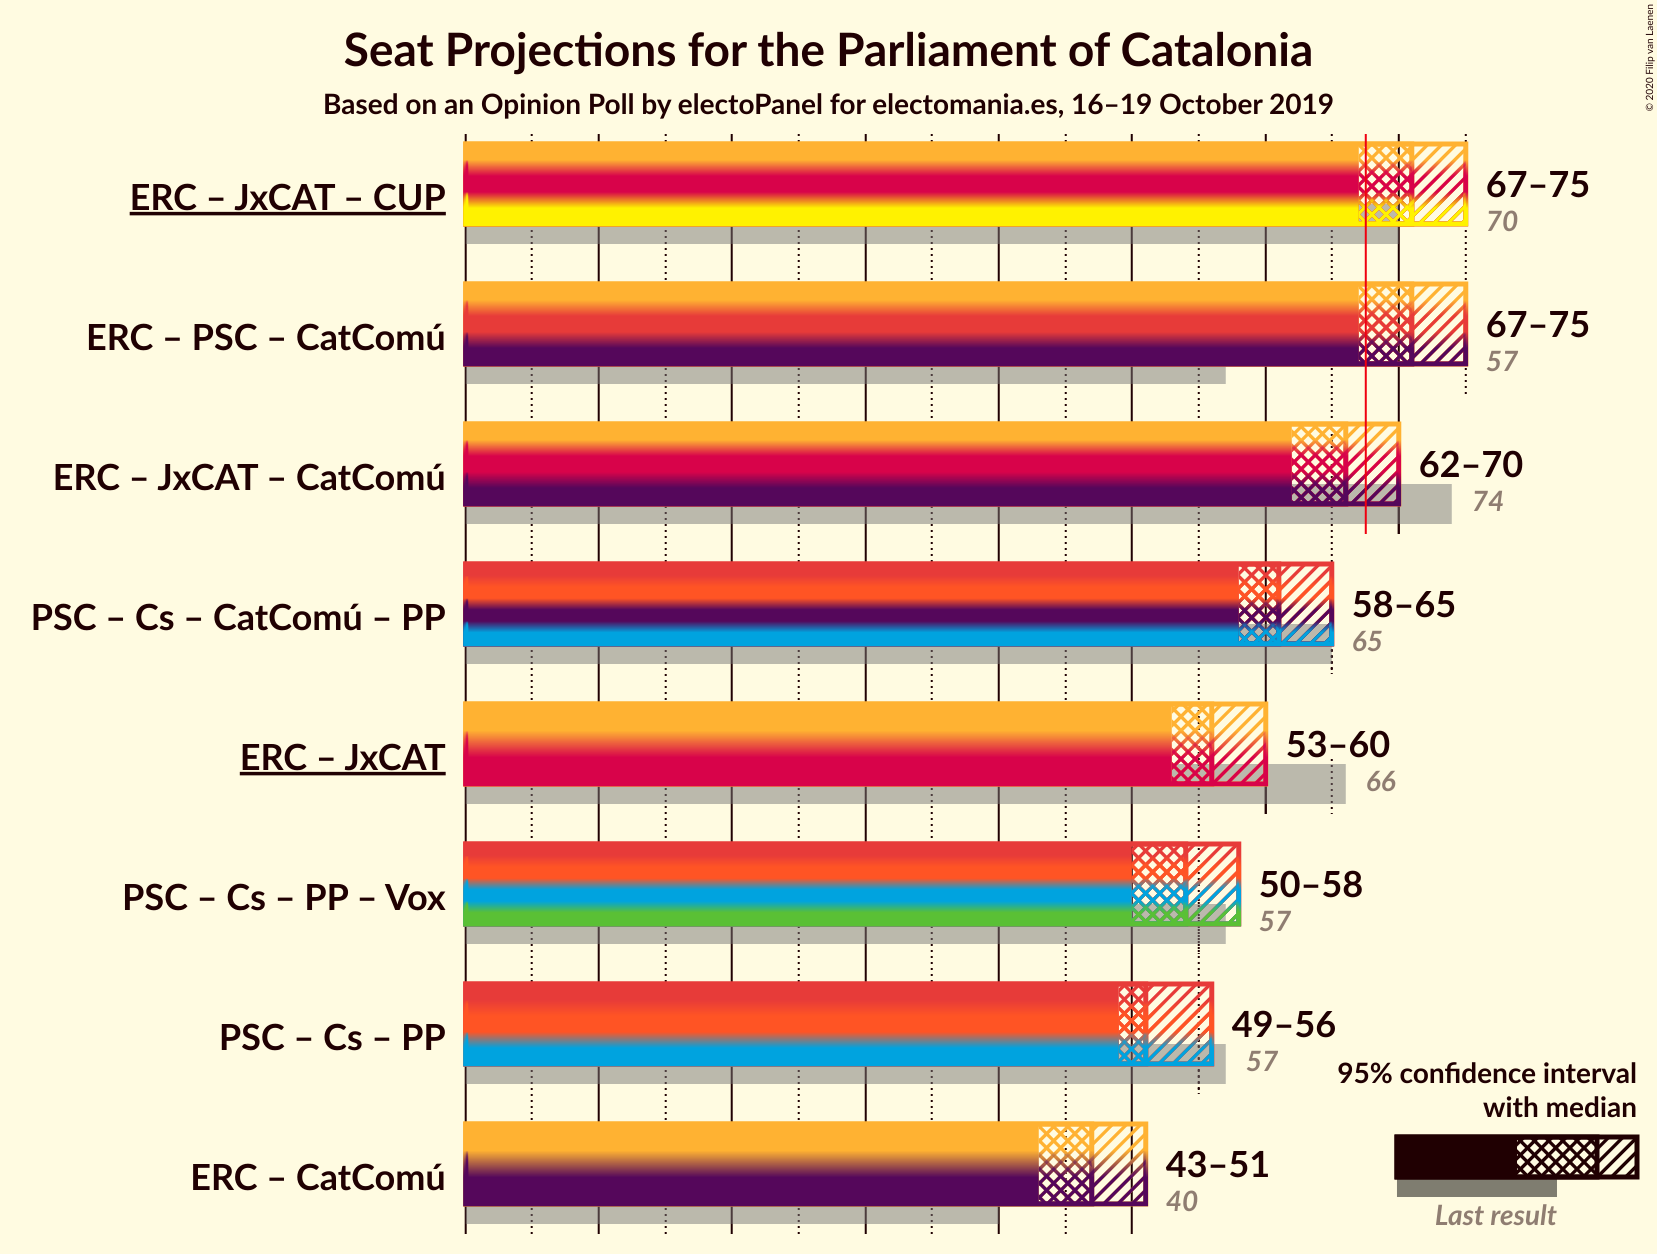 Seat Projections for the Parliament of Catalonia
Based on an Opinion Poll by electoPanel for electomania.es, 16–19 October 2019
© 2020 Filip van Laenen
ERC – JxCAT – CUP
67–75
70
ERC – PSC – CatComú
67–75
57
ERC – JxCAT – CatComú
62–70
74
PSC – Cs – CatComú – PP
58–65
65
ERC – JxCAT
53–60
66
PSC – Cs – PP – Vox
50–58
57
PSC – Cs – PP
49–56
57
ERC – CatComú
43–51
40
95% confidence interval
with median
Last result